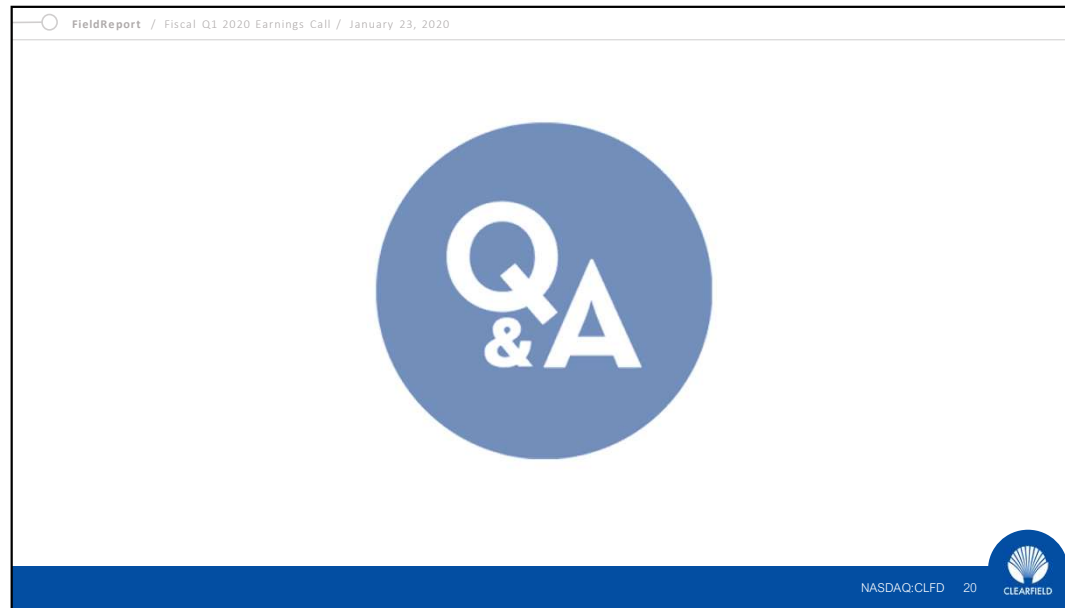 FieldReport / Fiscal Q1 2020 Earnings Call / January 23, 2020
Q
&A
NASDAQ:CLFD 20
CLEARFIELD